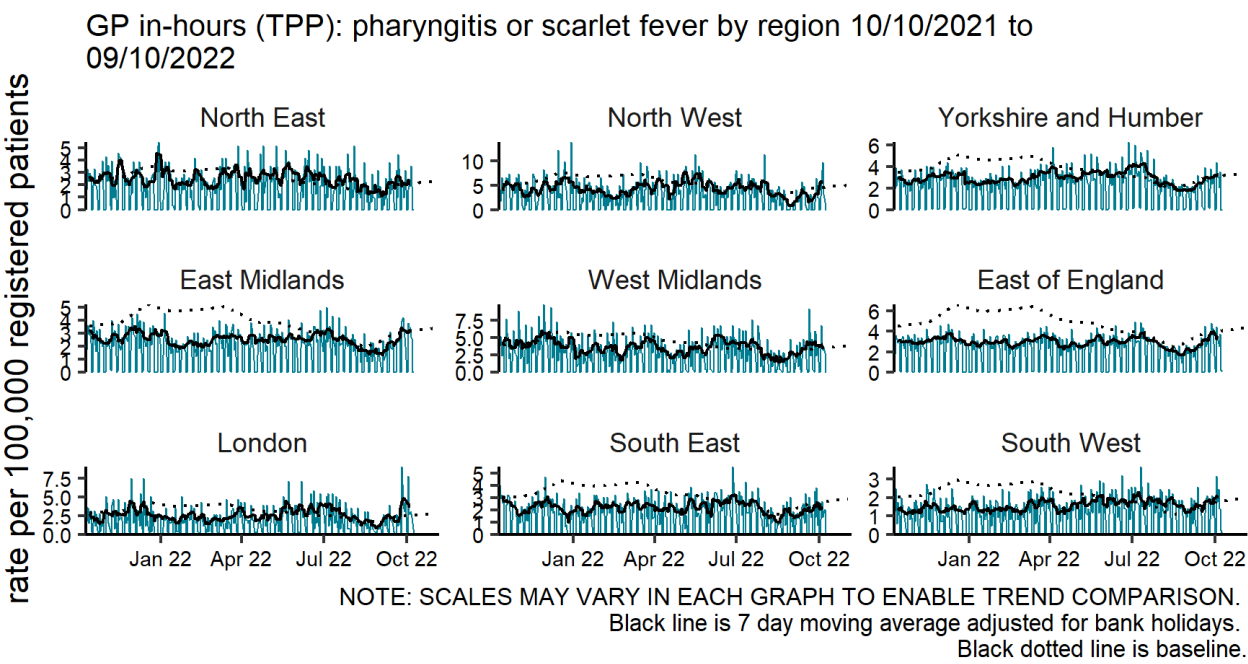 GP in-hours (TPP): pharyngitis or scarlet fever by region 10/10/2021 to
09/10/2022
rate per 100,000 registered patients
North East
5
4
3
2
1
0
North West
10
5
0
Yorkshire and Humber
6
4
2
0
East Midlands
5
4
3
2
1
0
West Midlands
7.5
5.0
2.5
0.0
East of England
6
4
2
0
London
7.5
5.0
2.5
0.0
Jan 22 Apr 22 Jul 22 Oct 22
South East
5
4
3
2
1
0
Jan 22 Apr 22 Jul 22 Oct 22
South West
3
2
1
0
Jan 22 Apr 22 Jul 22 Oct 22
NOTE: SCALES MAY VARY IN EACH GRAPH TO ENABLE TREND COMPARISON.
Black line is 7 day moving average adjusted for bank holidays.
Black dotted line is baseline.